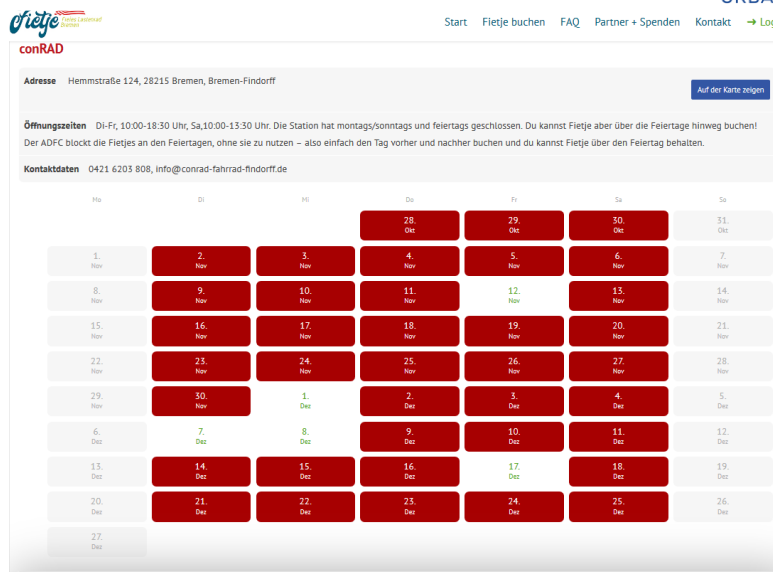 fietje Freies Lastenrad Bremen
Start Fietje buchen FAQ Partner + Spenden Kontakt
conRAD
Adresse Hemmstraße 124, 28215 Bremen, Bremen-Findorff
Auf der Karte zeigen
Öffnungszeiten Di-Fr, 10:00-18:30 Uhr, Sa,10:00-13:30 Uhr. Die Station hat montags/sonntags und feiertags geschlossen. Du kannst Fietje aber über die Feiertage hinweg buchen!
Der ADFC blockt die Fietjes an den Feiertagen, ohne sie zu nutzen – also einfach den Tag vorher und nachher buchen und du kannst Fietje über den Feiertag behalten.
Kontaktdaten 0421 6203 808, info@conrad-fahrrad-findorff.de
Mo Di Mi Do Fr Sa So
28. 29. 30. 31.
Okt Okt Okt Okt
1. 2. 3. 4. 5. 6. 7.
Nov Nov Nov Nov Nov Nov Nov
8. 9. 10. 11. 12. 13. 14.
Nov Nov Nov Nov Nov Nov Nov
15. 16. 17. 18. 19. 20. 21.
Nov Nov Nov Nov Nov Nov Nov
22. 23. 24. 25. 26. 27. 28.
Nov Nov Nov Nov Nov Nov Nov
29. 30. 1. 2. 3. 4. 5.
Nov Nov Dez Dez Dez Dez Dez
6. 7. 8. 9. 10. 11. 12.
Dez Dez Dez Dez Dez Dez Dez
13. 14. 15. 16. 17. 18. 19.
Dez Dez Dez Dez Dez Dez Dez
20. 21. 22. 23. 24. 25. 26.
Dez Dez Dez Dez Dez Dez Dez
27.
Dez